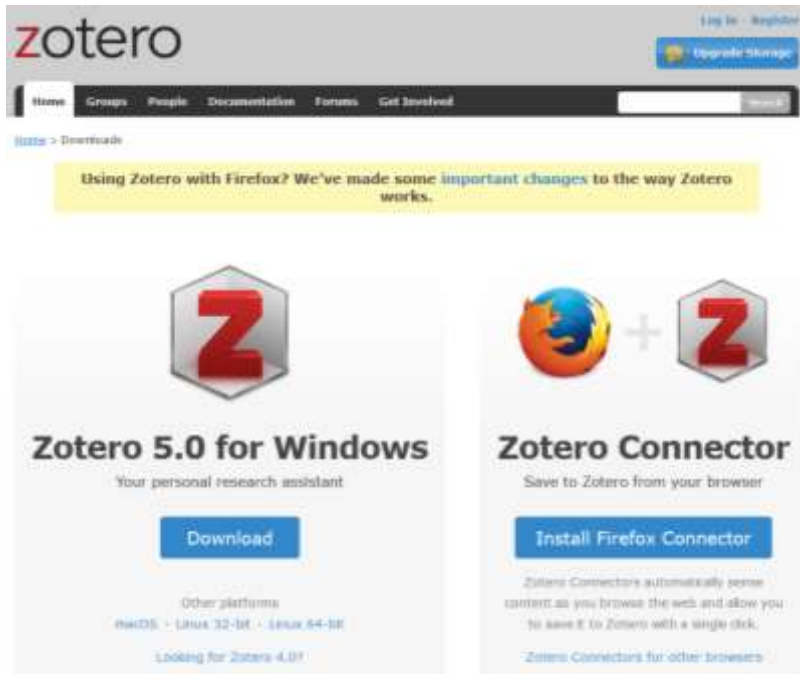 zotero
Log In · Register
Upgrade Storage
Home Groups People Documentation Forums Get Involved
Search
Home > Downloads
Using Zotero with Firefox? We've made some important changes to the way Zotero
works.
Z
Z
Zotero 5.0 for Windows
Your personal research assistant
Download
Other platforms
macOS · Linux 32-bit · Linux 64-bit
Looking for Zotero 4.0?
Zotero Connector
Save to Zotero from your browser
Install Firefox Connector
Zotero Connectors automatically sense
content as you browse the web and allow you
to save it to Zotero with a single click.
Zotero Connectors for other browsers